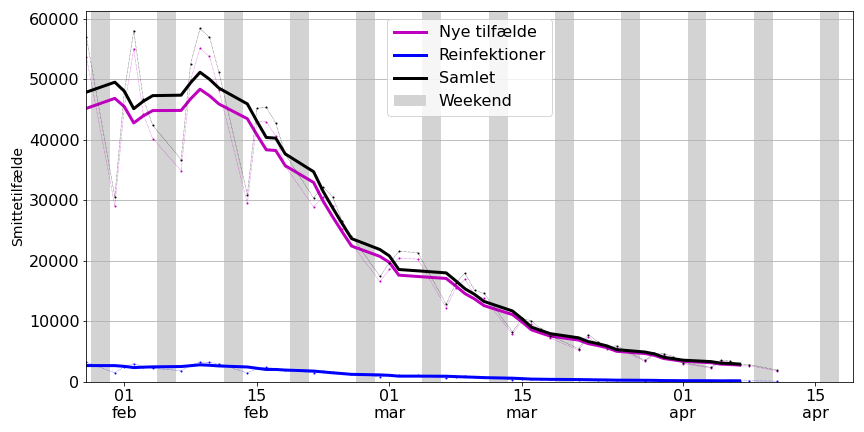 60000
50000
40000
30000
20000
10000
0
Smittetilfælde
Nye tilfælde
Reinfektioner
Samlet
Weekend
01 15 01 15 01 15
feb feb mar mar apr apr